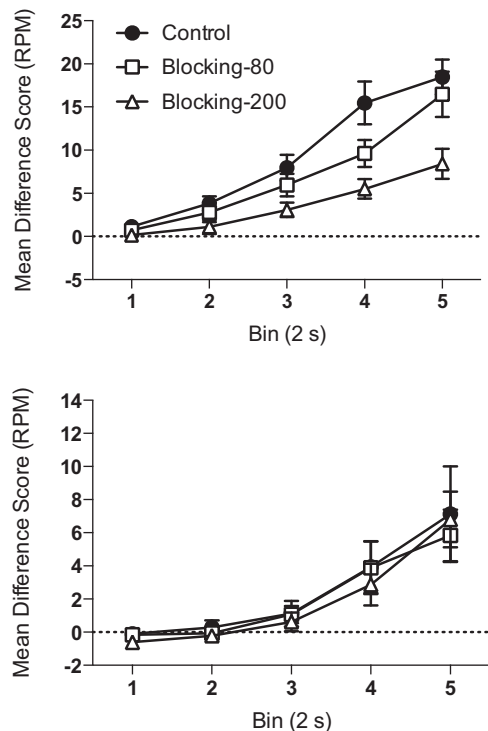 Mean Difference Score (RPM)
25
20
15
10
5
0
-5
Control
Blocking-80
Blocking-200
1 2 3 4 5
Bin (2 s)
Mean Difference Score (RPM)
14
12
10
8
6
4
2
0
-2
1 2 3 4 5
Bin (2 s)